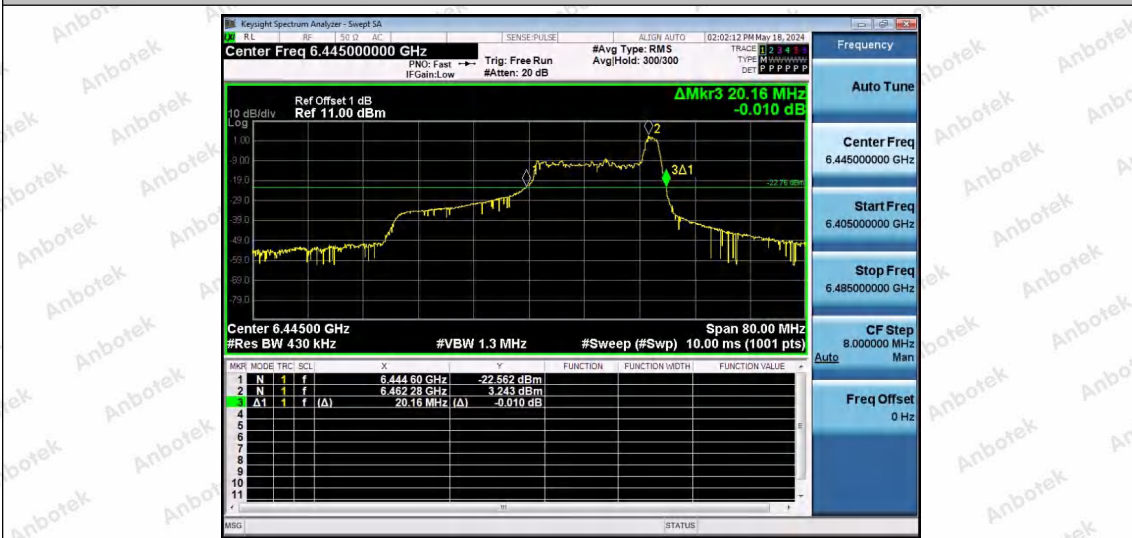 Keysight Spectrum Analyzer - Swept SA
RL RF 50 Ω AC SENSE:PULSE ALIGN AUTO 02:02:12 PM May 18, 2024
Center Freq 6.445000000 GHz
PNO: Fast
IFGain:Low
Trig: Free Run
#Atten: 20 dB
#Avg Type: RMS
Avg|Hold: 300/300
TRACE 1 2 3 4 5 6
TYPE M
DET P P P P P P
Ref Offset 1 dB
Ref 11.00 dBm
10 dB/div
Log
ΔMkr3 20.16 MHz
-0.010 dB
1.00
-9.00
-19.0
-29.0
-39.0
-49.0
-59.0
-69.0
-79.0
2
3Δ1
-22.76 dBm
Center 6.44500 GHz Span 80.00 MHz
#Res BW 430 kHz #VBW 1.3 MHz #Sweep (#Swp) 10.00 ms (1001 pts)
MKR MODE TRC SCL X Y FUNCTION FUNCTION WIDTH FUNCTION VALUE
1 N 1 f 6.444 60 GHz -22.562 dBm
2 N 1 f 6.462 28 GHz 3.243 dBm
3 Δ1 1 f (Δ) 20.16 MHz (Δ) -0.010 dB
4
5
6
7
8
9
10
11
MSG STATUS
Frequency
Auto Tune
Center Freq
6.445000000 GHz
Start Freq
6.405000000 GHz
Stop Freq
6.485000000 GHz
CF Step
8.000000 MHz
Auto Man
Freq Offset
0 Hz
Anbotek